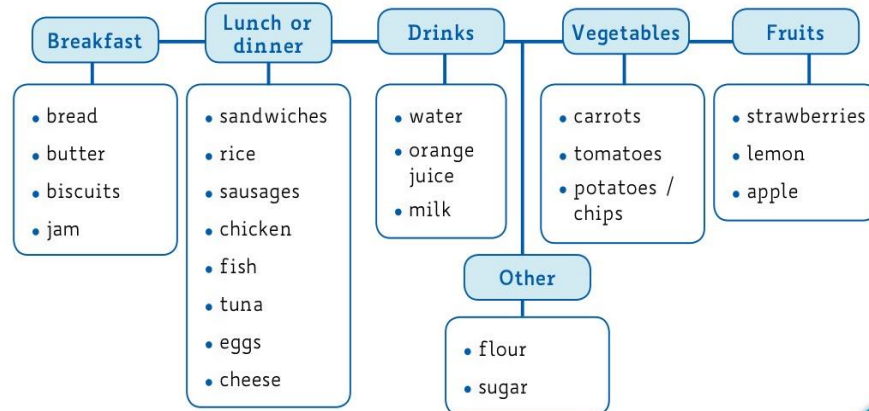 Breakfast
• bread
• butter
• biscuits
• jam
Lunch or
dinner
• sandwiches
• rice
• sausages
• chicken
• fish
• tuna
• eggs
• cheese
Drinks
• water
• orange
juice
• milk
Vegetables
• carrots
• tomatoes
• potatoes /
chips
Fruits
• strawberries
• lemon
• apple
Other
• flour
• sugar